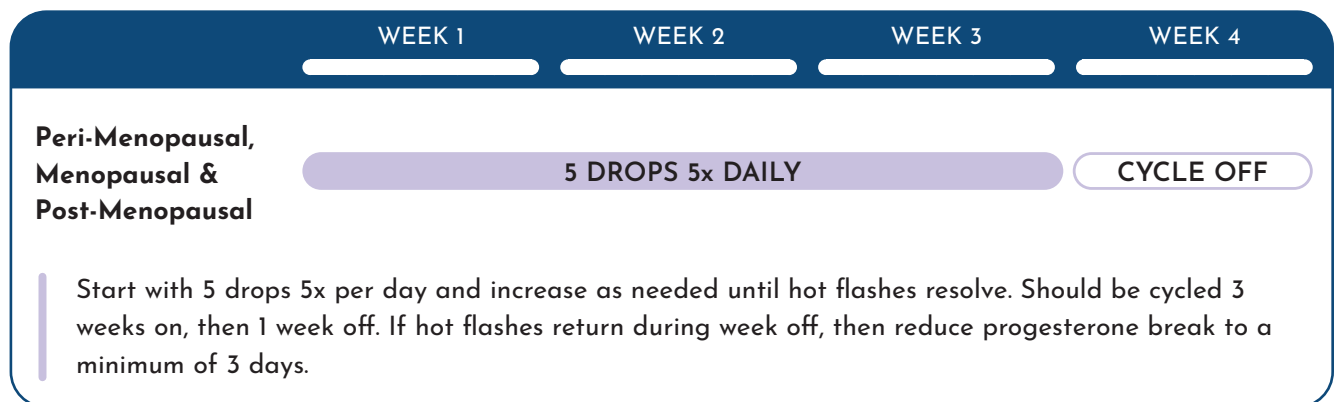 WEEK 1 WEEK 2 WEEK 3 WEEK 4
Peri-Menopausal,
Menopausal &
Post-Menopausal
5 DROPS 5x DAILY
CYCLE OFF
Start with 5 drops 5x per day and increase as needed until hot flashes resolve. Should be cycled 3
weeks on, then 1 week off. If hot flashes return during week off, then reduce progesterone break to a
minimum of 3 days.